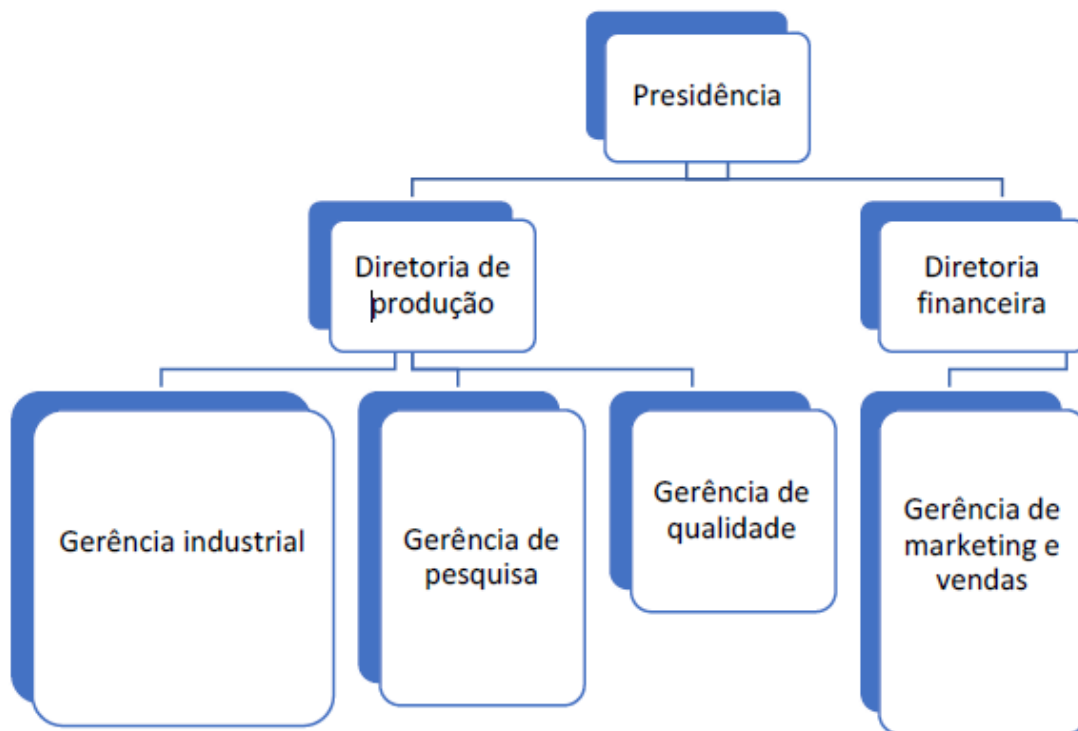 Presidência
Diretoria de
produção
Diretoria
financeira
Gerência industrial
Gerência de
pesquisa
Gerência de
qualidade
Gerência de
marketing e
vendas